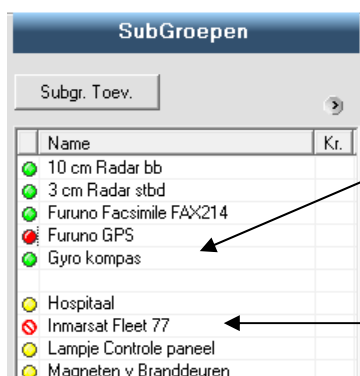 SubGroepen
Subgr. Toev.
Name Kr.
10 cm Radar bb
3 cm Radar stbd
Furuno Facsimile FAX214
Furuno GPS
Gyro kompas
Hospitaal
Inmarsat Fleet 77
Lampje Controle paneel
Magneten v Branddeuren